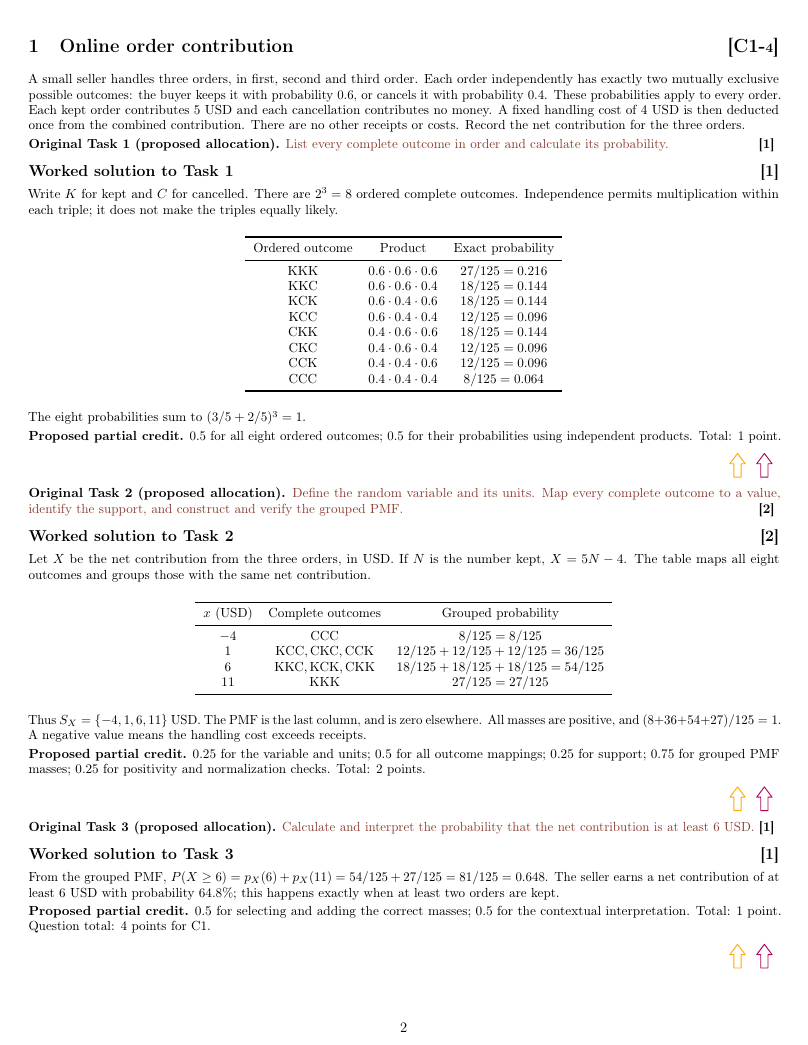 1 Online order contribution [C1-4]
A small seller handles three orders, in first, second and third order. Each order independently has exactly two mutually exclusive
possible outcomes: the buyer keeps it with probability 0.6, or cancels it with probability 0.4. These probabilities apply to every order.
Each kept order contributes 5 USD and each cancellation contributes no money. A fixed handling cost of 4 USD is then deducted
once from the combined contribution. There are no other receipts or costs. Record the net contribution for the three orders.
Original Task 1 (proposed allocation). List every complete outcome in order and calculate its probability. [1]
Worked solution to Task 1 [1]
Write K for kept and C for cancelled. There are 2³ = 8 ordered complete outcomes. Independence permits multiplication within
each triple; it does not make the triples equally likely.
Ordered outcome Product Exact probability
KKK 0.6 · 0.6 · 0.6 27/125 = 0.216
KKC 0.6 · 0.6 · 0.4 18/125 = 0.144
KCK 0.6 · 0.4 · 0.6 18/125 = 0.144
KCC 0.6 · 0.4 · 0.4 12/125 = 0.096
CKK 0.4 · 0.6 · 0.6 18/125 = 0.144
CKC 0.4 · 0.6 · 0.4 12/125 = 0.096
CCK 0.4 · 0.4 · 0.6 12/125 = 0.096
CCC 0.4 · 0.4 · 0.4 8/125 = 0.064
The eight probabilities sum to (3/5 + 2/5)³ = 1.
Proposed partial credit. 0.5 for all eight ordered outcomes; 0.5 for their probabilities using independent products. Total: 1 point.
Original Task 2 (proposed allocation). Define the random variable and its units. Map every complete outcome to a value,
identify the support, and construct and verify the grouped PMF. [2]
Worked solution to Task 2 [2]
Let X be the net contribution from the three orders, in USD. If N is the number kept, X = 5N − 4. The table maps all eight
outcomes and groups those with the same net contribution.
x (USD) Complete outcomes Grouped probability
−4 CCC 8/125 = 8/125
1 KCC, CKC, CCK 12/125 + 12/125 + 12/125 = 36/125
6 KKC, KCK, CKK 18/125 + 18/125 + 18/125 = 54/125
11 KKK 27/125 = 27/125
Thus S_X = {−4, 1, 6, 11} USD. The PMF is the last column, and is zero elsewhere. All masses are positive, and (8+36+54+27)/125 = 1.
A negative value means the handling cost exceeds receipts.
Proposed partial credit. 0.25 for the variable and units; 0.5 for all outcome mappings; 0.25 for support; 0.75 for grouped PMF
masses; 0.25 for positivity and normalization checks. Total: 2 points.
Original Task 3 (proposed allocation). Calculate and interpret the probability that the net contribution is at least 6 USD. [1]
Worked solution to Task 3 [1]
From the grouped PMF, P(X ≥ 6) = p_X(6) + p_X(11) = 54/125 + 27/125 = 81/125 = 0.648. The seller earns a net contribution of at
least 6 USD with probability 64.8%; this happens exactly when at least two orders are kept.
Proposed partial credit. 0.5 for selecting and adding the correct masses; 0.5 for the contextual interpretation. Total: 1 point.
Question total: 4 points for C1.
2